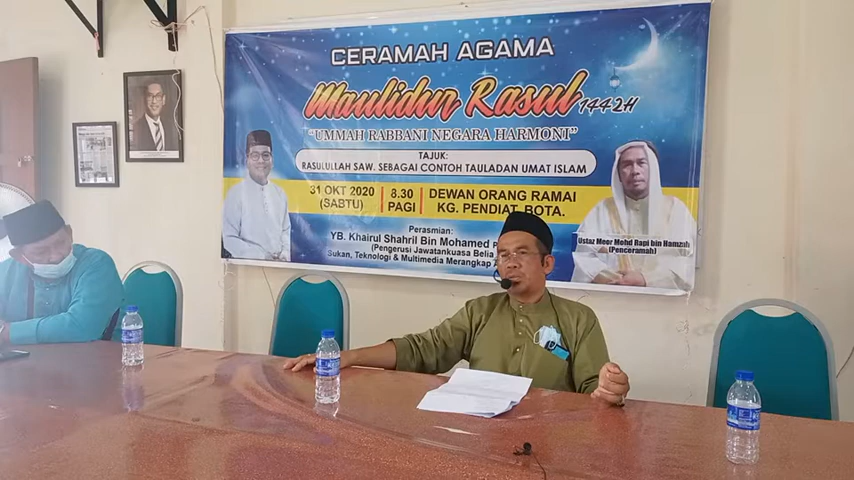 CERAMAH AGAMA
Maulidur Rasul 1442H
"UMMAH RABBANI NEGARA HARMONI"
TAJUK:
RASULULLAH SAW. SEBAGAI CONTOH TAULADAN UMAT ISLAM
31 OKT 2020
(SABTU)
8.30
PAGI
DEWAN ORANG RAMAI
KG. PENDIAT, BOTA.
Perasmian:
YB. Khairul Shahril Bin Mohamed
(Pengerusi Jawatankuasa Belia
Sukan, Teknologi & Multimedia Merangkap
Ustaz Meor Mohd Rapi bin Hamzah
(Penceramah)